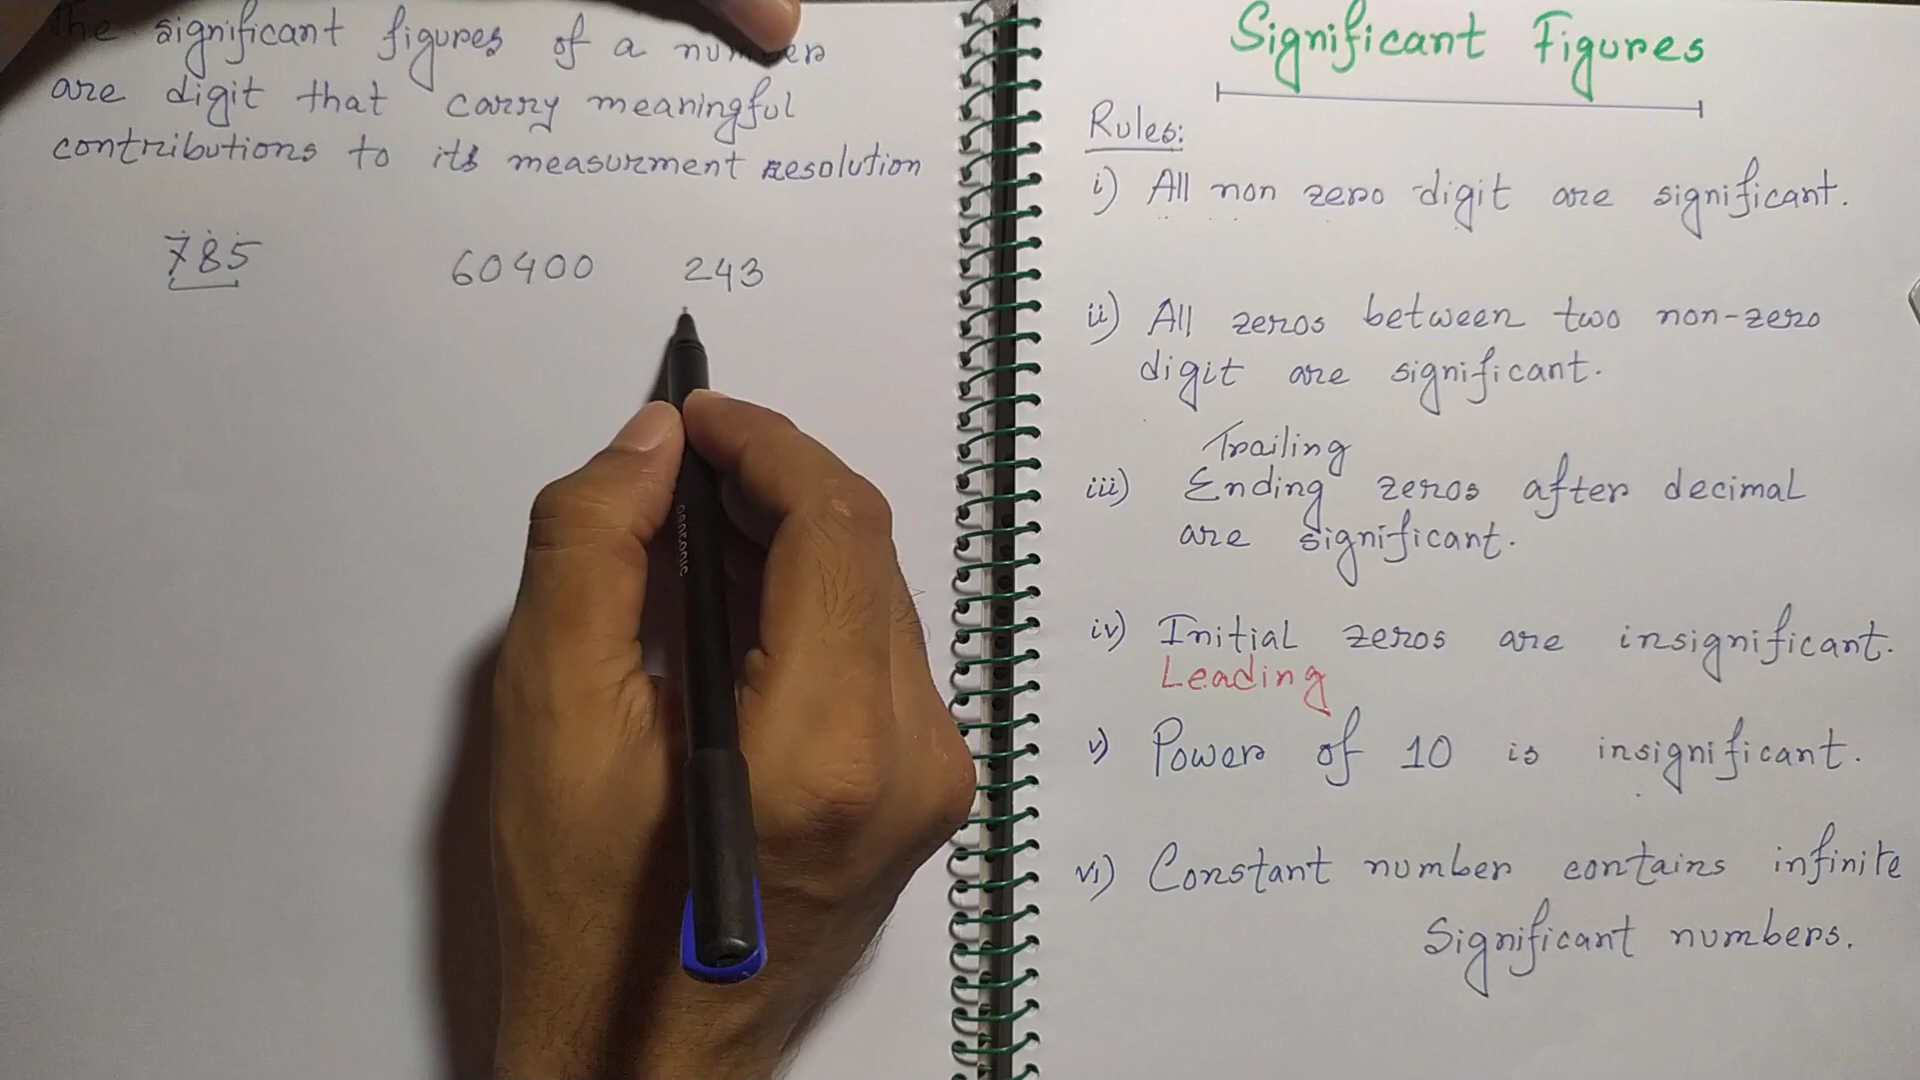 The significant figures of a number
are digit that carry meaningful
contributions to its measurment resolution
785 60400 243
Significant Figures
Rules:
i) All non zero digit are significant.
ii) All zeros between two non-zero
digit are significant.
Trailing
iii) Ending zeros after decimal
are significant.
iv) Initial zeros are insignificant.
Leading
v) Power of 10 is insignificant.
vi) Constant number contains infinite
Significant numbers.